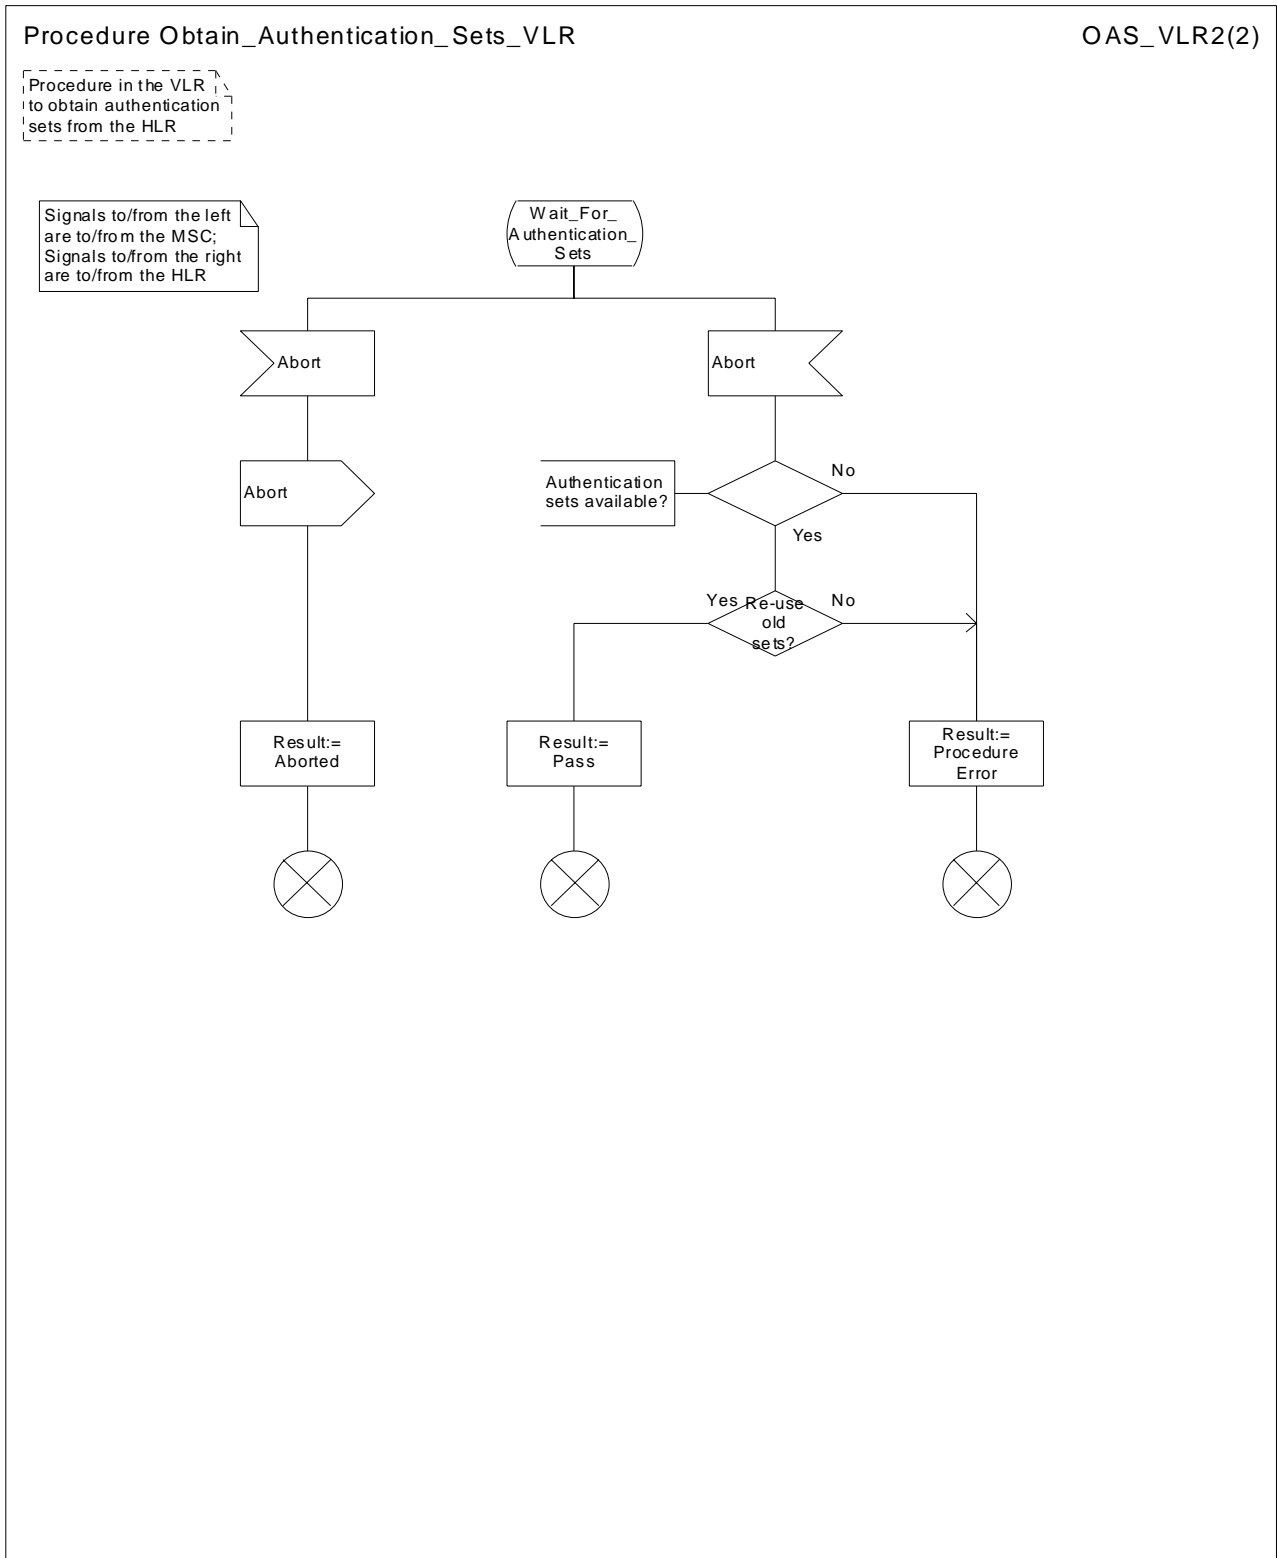 Procedure Obtain_Authentication_Sets_VLR
OAS_VLR2(2)
Procedure in the VLR
to obtain authentication
sets from the HLR
Signals to/from the left
are to/from the MSC;
Signals to/from the right
are to/from the HLR
Wait_For_
Authentication_
Sets
Abort
Abort
Abort
Authentication
sets available?
No
Yes
Yes
Re-use
old
sets?
No
Result:=
Aborted
Result:=
Pass
Result:=
Procedure
Error